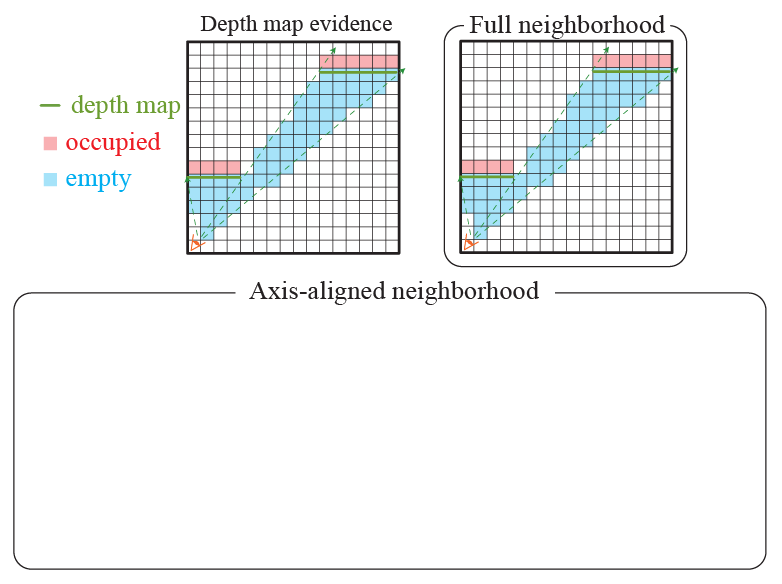 Depth map evidence
Full neighborhood
depth map
occupied
empty
Axis-aligned neighborhood